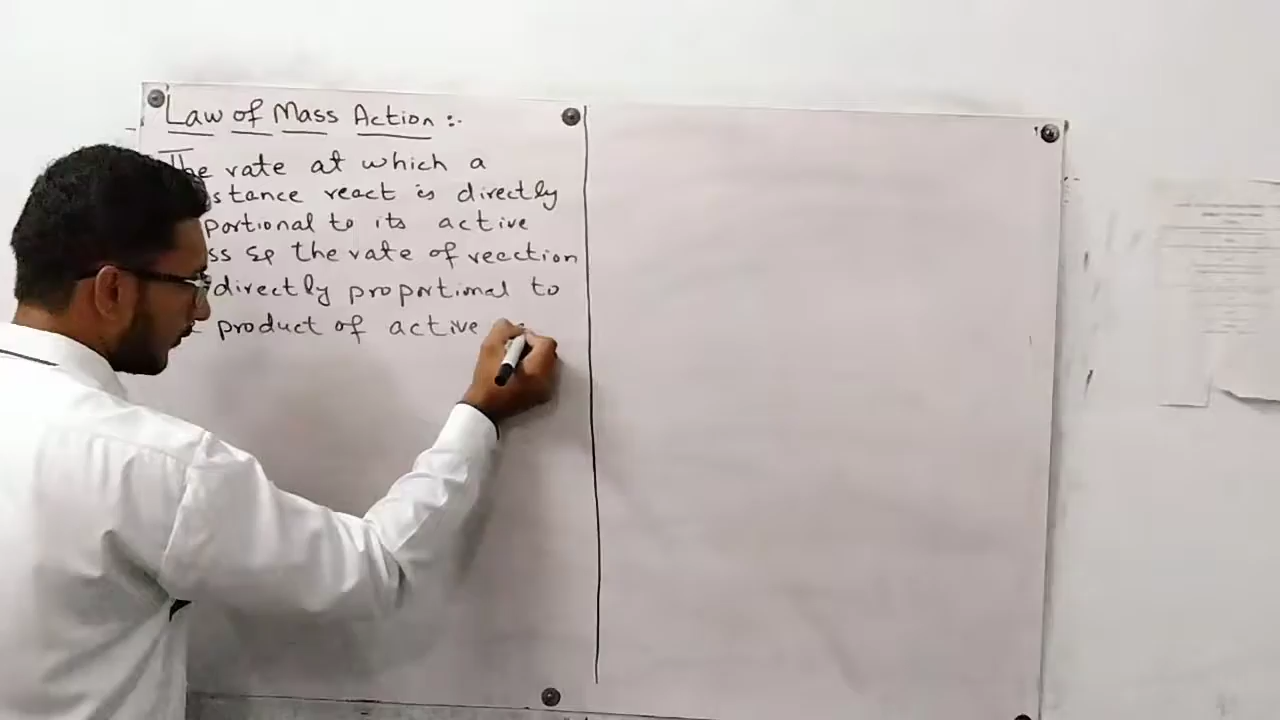 Law of Mass Action :-
The rate at which a
stance react is directly
portional to its active
ss & the rate of reaction
directly proportional to
product of active